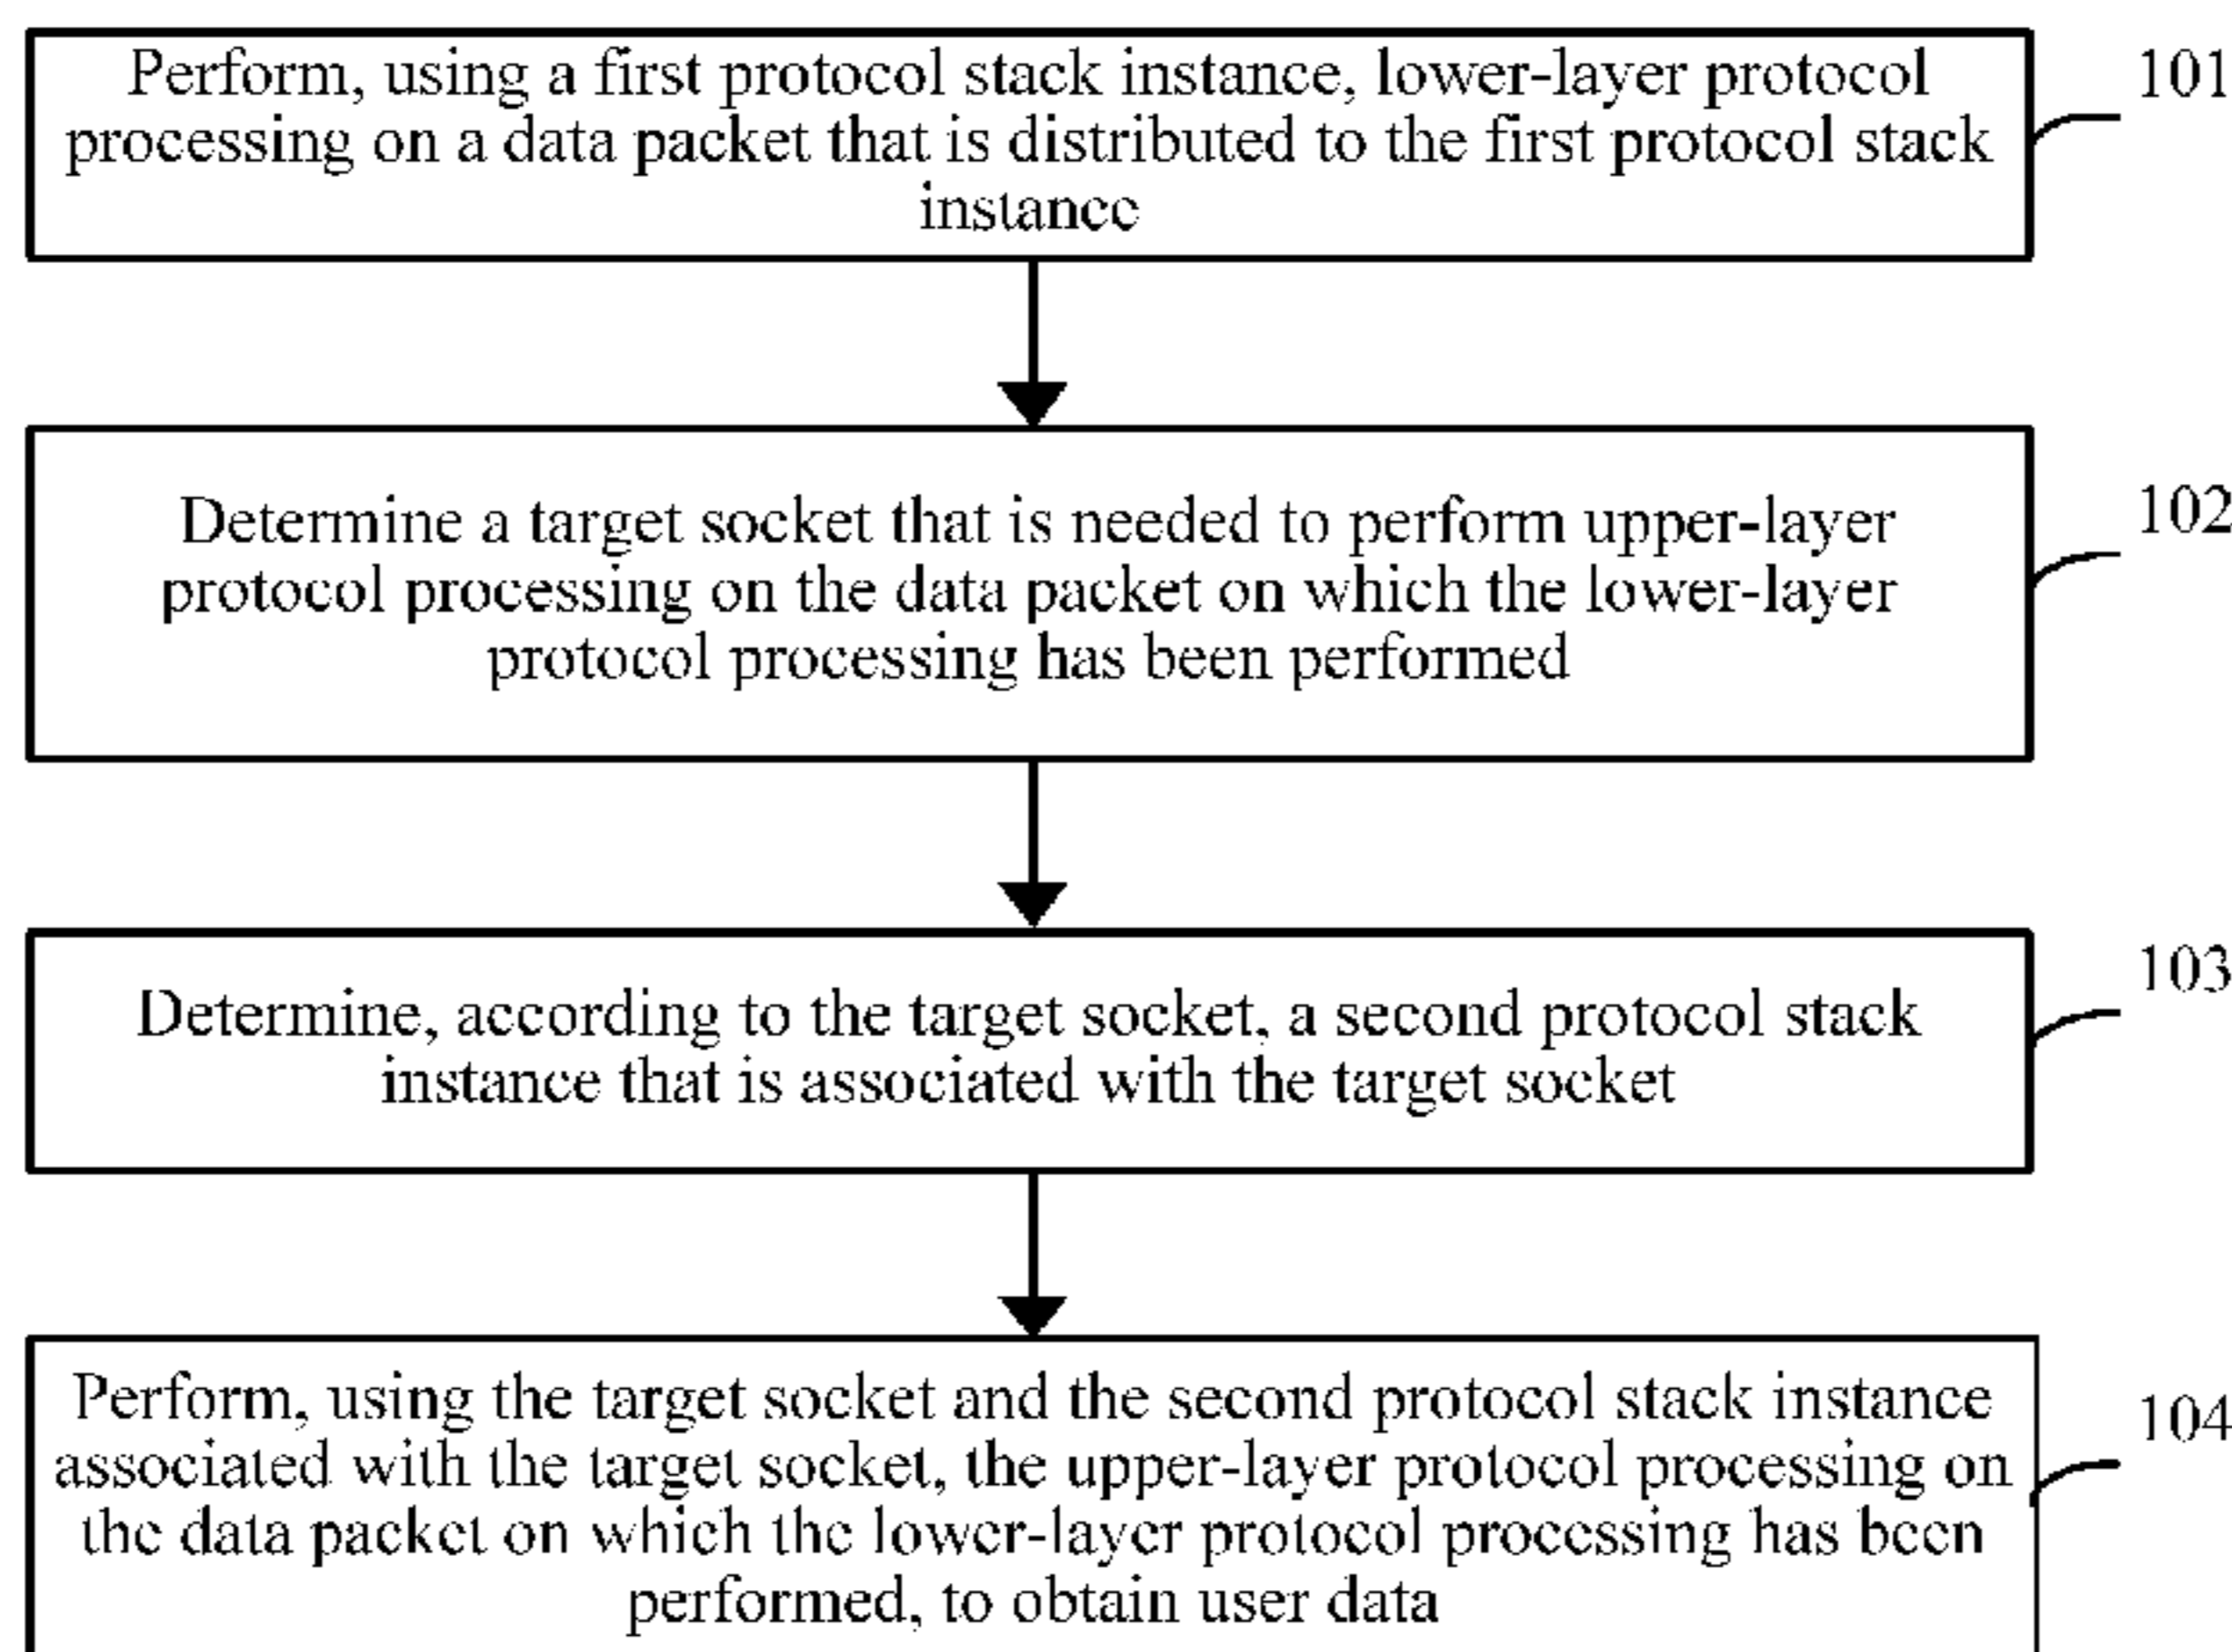 Perform, using a first protocol stack instance, lower-layer protocol
processing on a data packet that is distributed to the first protocol stack
instance
101
Determine a target socket that is needed to perform upper-layer
protocol processing on the data packet on which the lower-layer
protocol processing has been performed
102
Determine, according to the target socket, a second protocol stack
instance that is associated with the target socket
103
Perform, using the target socket and the second protocol stack instance
associated with the target socket, the upper-layer protocol processing on
the data packet on which the lower-layer protocol processing has been
performed, to obtain user data
104